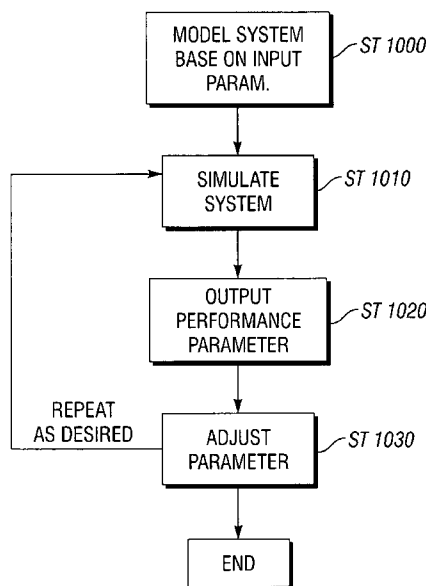 MODEL SYSTEM
BASE ON INPUT
PARAM.
ST 1000
SIMULATE
SYSTEM
ST 1010
OUTPUT
PERFORMANCE
PARAMETER
ST 1020
REPEAT
AS DESIRED
ADJUST
PARAMETER
ST 1030
END